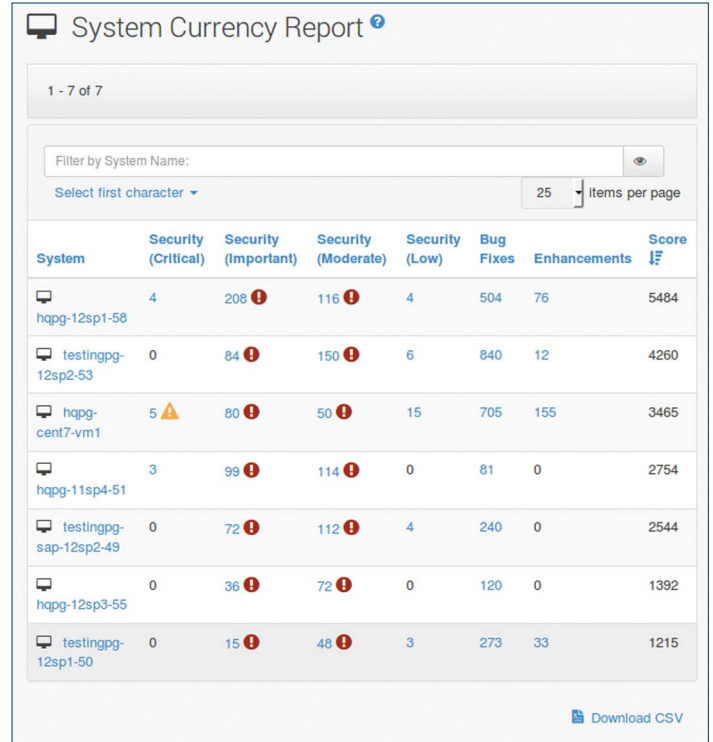 System Currency Report ?
1 - 7 of 7
Filter by System Name:
Select first character
25 items per page
System Security (Critical) Security (Important) Security (Moderate) Security (Low) Bug Fixes Enhancements Score
hqpg-12sp1-58 4 208 116 4 504 76 5484
testingpg-12sp2-53 0 84 150 6 840 12 4260
hqpg-cent7-vm1 5 80 50 15 705 155 3465
hqpg-11sp4-51 3 99 114 0 81 0 2754
testingpg-sap-12sp2-49 0 72 112 4 240 0 2544
hqpg-12sp3-55 0 36 72 0 120 0 1392
testingpg-12sp1-50 0 15 48 3 273 33 1215
Download CSV